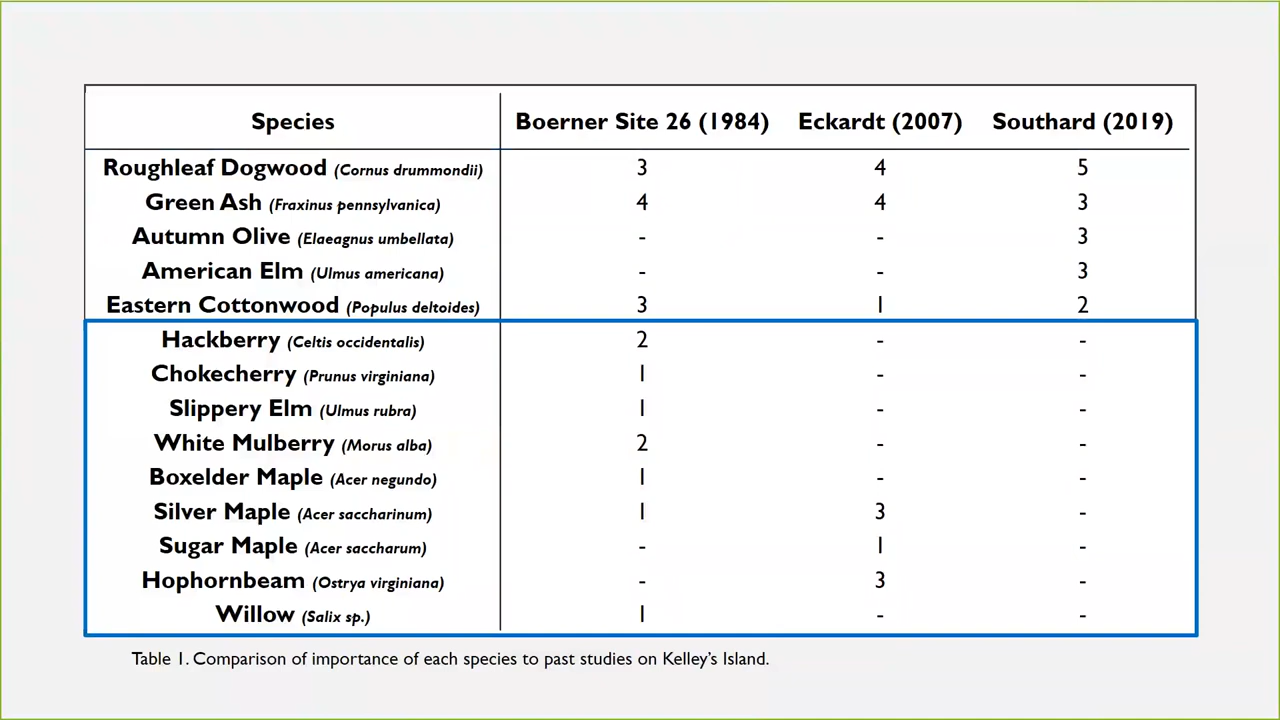 Species Boerner Site 26 (1984) Eckardt (2007) Southard (2019)
Roughleaf Dogwood (Cornus drummondii) 3 4 5
Green Ash (Fraxinus pennsylvanica) 4 4 3
Autumn Olive (Elaeagnus umbellata) - - 3
American Elm (Ulmus americana) - - 3
Eastern Cottonwood (Populus deltoides) 3 1 2
Hackberry (Celtis occidentalis) 2 - -
Chokecherry (Prunus virginiana) 1 - -
Slippery Elm (Ulmus rubra) 1 - -
White Mulberry (Morus alba) 2 - -
Boxelder Maple (Acer negundo) 1 - -
Silver Maple (Acer saccharinum) 1 3 -
Sugar Maple (Acer saccharum) - 1 -
Hophornbeam (Ostrya virginiana) - 3 -
Willow (Salix sp.) 1 - -
Table 1. Comparison of importance of each species to past studies on Kelley's Island.